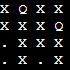 X Q X X
X X X Q
. X X X
. X . X